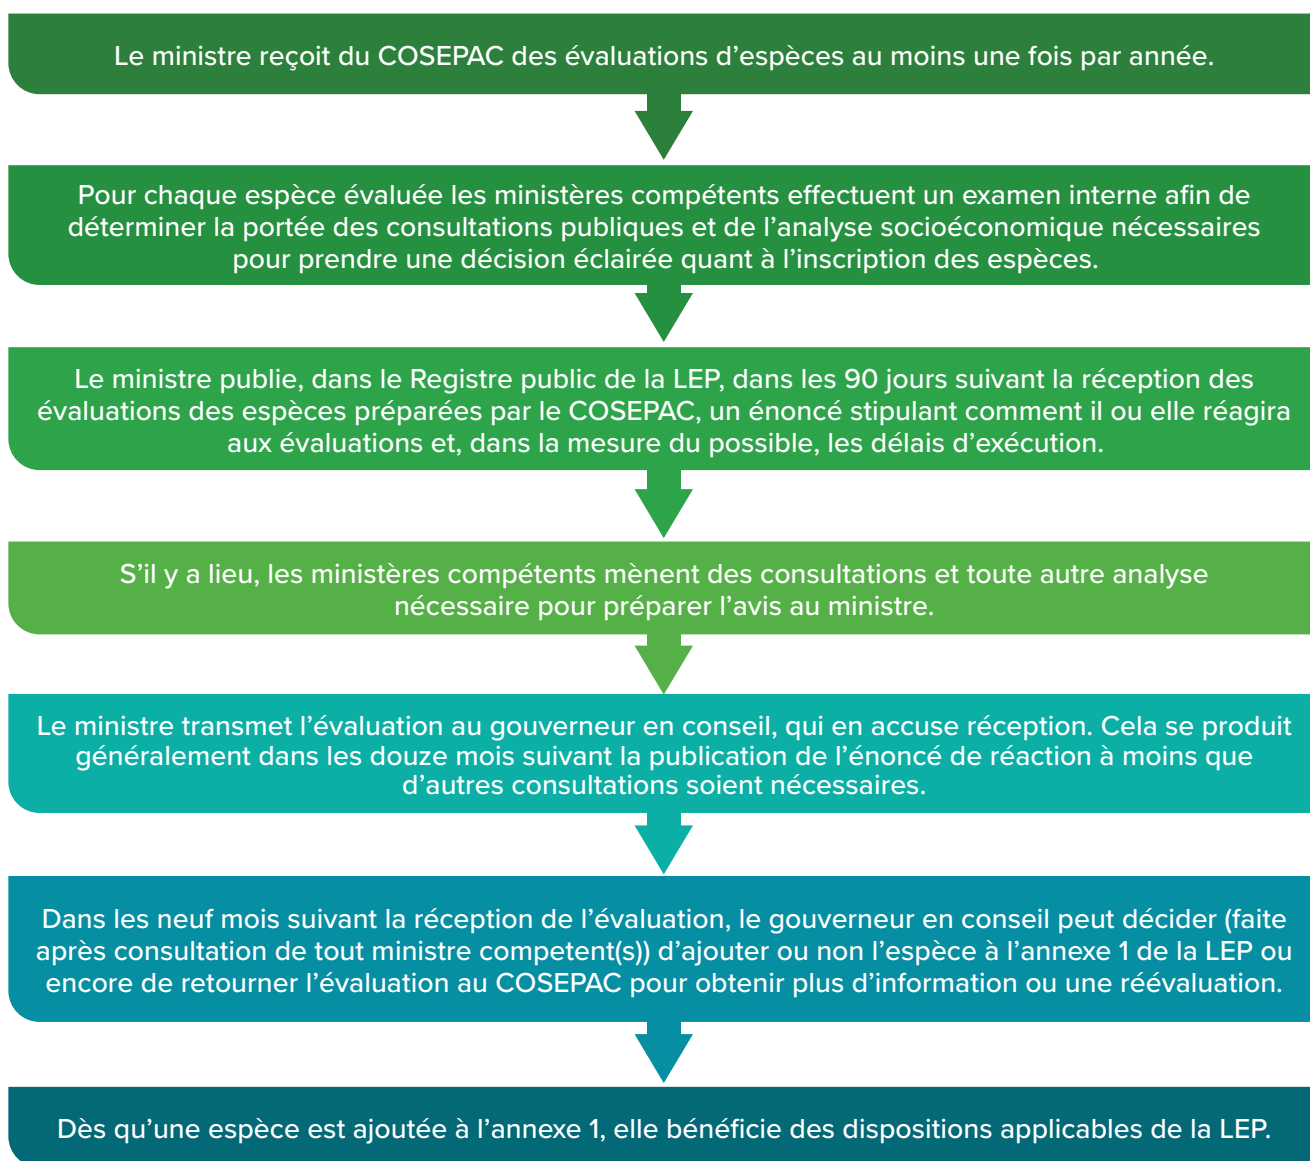 Le ministre reçoit du COSEPAC des évaluations d’espèces au moins une fois par année.
Pour chaque espèce évaluée les ministères compétents effectuent un examen interne afin de
déterminer la portée des consultations publiques et de l’analyse socioéconomique nécessaires
pour prendre une décision éclairée quant à l’inscription des espèces.
Le ministre publie, dans le Registre public de la LEP, dans les 90 jours suivant la réception des
évaluations des espèces préparées par le COSEPAC, un énoncé stipulant comment il ou elle réagira
aux évaluations et, dans la mesure du possible, les délais d’exécution.
S’il y a lieu, les ministères compétents mènent des consultations et toute autre analyse
nécessaire pour préparer l’avis au ministre.
Le ministre transmet l’évaluation au gouverneur en conseil, qui en accuse réception. Cela se produit
généralement dans les douze mois suivant la publication de l’énoncé de réaction à moins que
d’autres consultations soient nécessaires.
Dans les neuf mois suivant la réception de l’évaluation, le gouverneur en conseil peut décider (faite
après consultation de tout ministre competent(s)) d’ajouter ou non l’espèce à l’annexe 1 de la LEP ou
encore de retourner l’évaluation au COSEPAC pour obtenir plus d’information ou une réévaluation.
Dès qu’une espèce est ajoutée à l’annexe 1, elle bénéficie des dispositions applicables de la LEP.